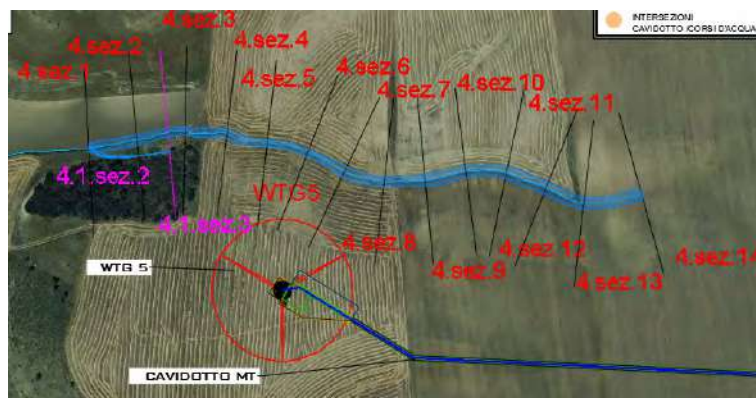 INTERSEZIONI
CAVIDOTTO /CORSI D'ACQUA
4.sez.1
4.sez.2
4.sez.3
4.sez.4
4.sez.5
4.sez.6
4.sez.7
4.sez.10
4.sez.11
4.1.sez.2
4.1.sez.3
WTG5
4.sez.8
4.sez.9
4.sez.12
4.sez.13
4.sez.14
WTG 5
CAVIDOTTO MT